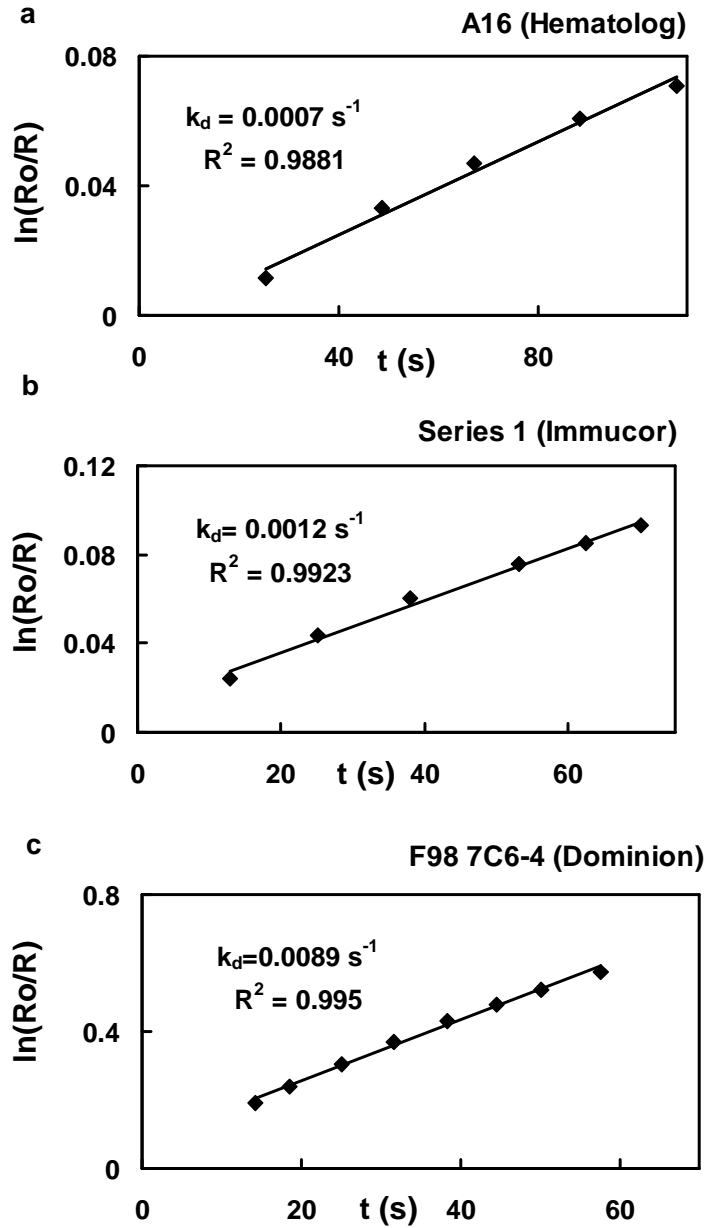 a
A16 (Hematolog)
0.08
k_d = 0.0007 s⁻¹
R² = 0.9881
0.04
ln(Ro/R)
0
0 40 t (s) 80
b
Series 1 (Immucor)
0.12
k_d= 0.0012 s⁻¹
R² = 0.9923
0.08
0.04
ln(Ro/R)
0
0 20 t (s) 40 60
c
F98 7C6-4 (Dominion)
0.8
k_d=0.0089 s⁻¹
R² = 0.995
0.4
ln(Ro/R)
0
0 20 t (s) 40 60